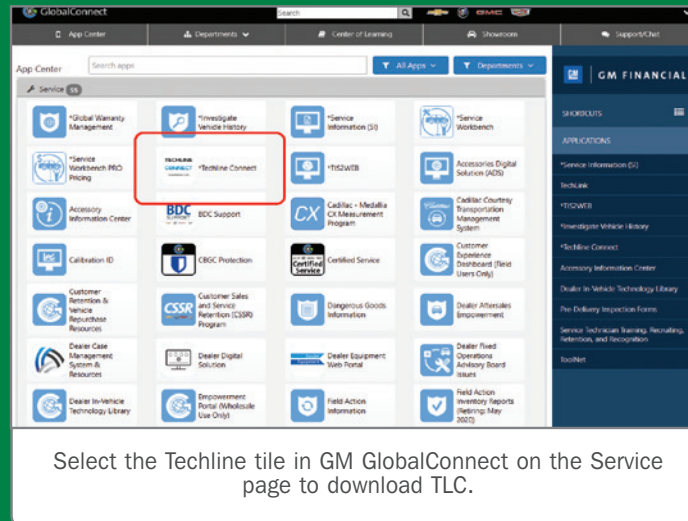 GlobalConnect
Search
GMC
App Center
Departments
Center of Learning
Showroom
Support/Chat
App Center
Search apps
All Apps
Departments
Service 55
*Global Warranty
Management
*Investigate
Vehicle History
*Service
Information (SI)
*Service
Workbench
*Service
Workbench PRO
Pricing
TECHLINE
CONNECT
*Techline Connect
*TIS2WEB
Accessories Digital
Solution (ADS)
Accessory
Information Center
BDC
SUPPORT
BDC Support
CX
Cadillac - Medallia
CX Measurement
Program
Cadillac Courtesy
Transportation
Management
System
Calibration ID
CBGC Protection
Certified
Service
Certified Service
Customer
Experience
Dashboard (Field
Users Only)
Customer
Retention &
Vehicle
Repurchase
Resources
CSSR
Customer Sales
and Service
Retention (CSSR)
Program
Dangerous Goods
Information
Dealer Aftersales
Empowerment
Dealer Case
Management
System &
Resources
Dealer Digital
Solution
Dealer Equipment
Web Portal
Dealer Fixed
Operations
Advisory Board
Issues
Dealer In-Vehicle
Technology Library
Empowerment
Portal (Wholesale
Use Only)
Field Action
Information
Field Action
Inventory Reports
(Retiring: May
2020)
GM
GM FINANCIAL
SHORTCUTS
APPLICATIONS
*Service Information (SI)
TechLink
*TIS2WEB
*Investigate Vehicle History
*Techline Connect
Accessory Information Center
Dealer In-Vehicle Technology Library
Pre-Delivery Inspection Forms
Service Technician Training, Recruiting,
Retention, and Recognition
ToolNet
Select the Techline tile in GM GlobalConnect on the Service
page to download TLC.